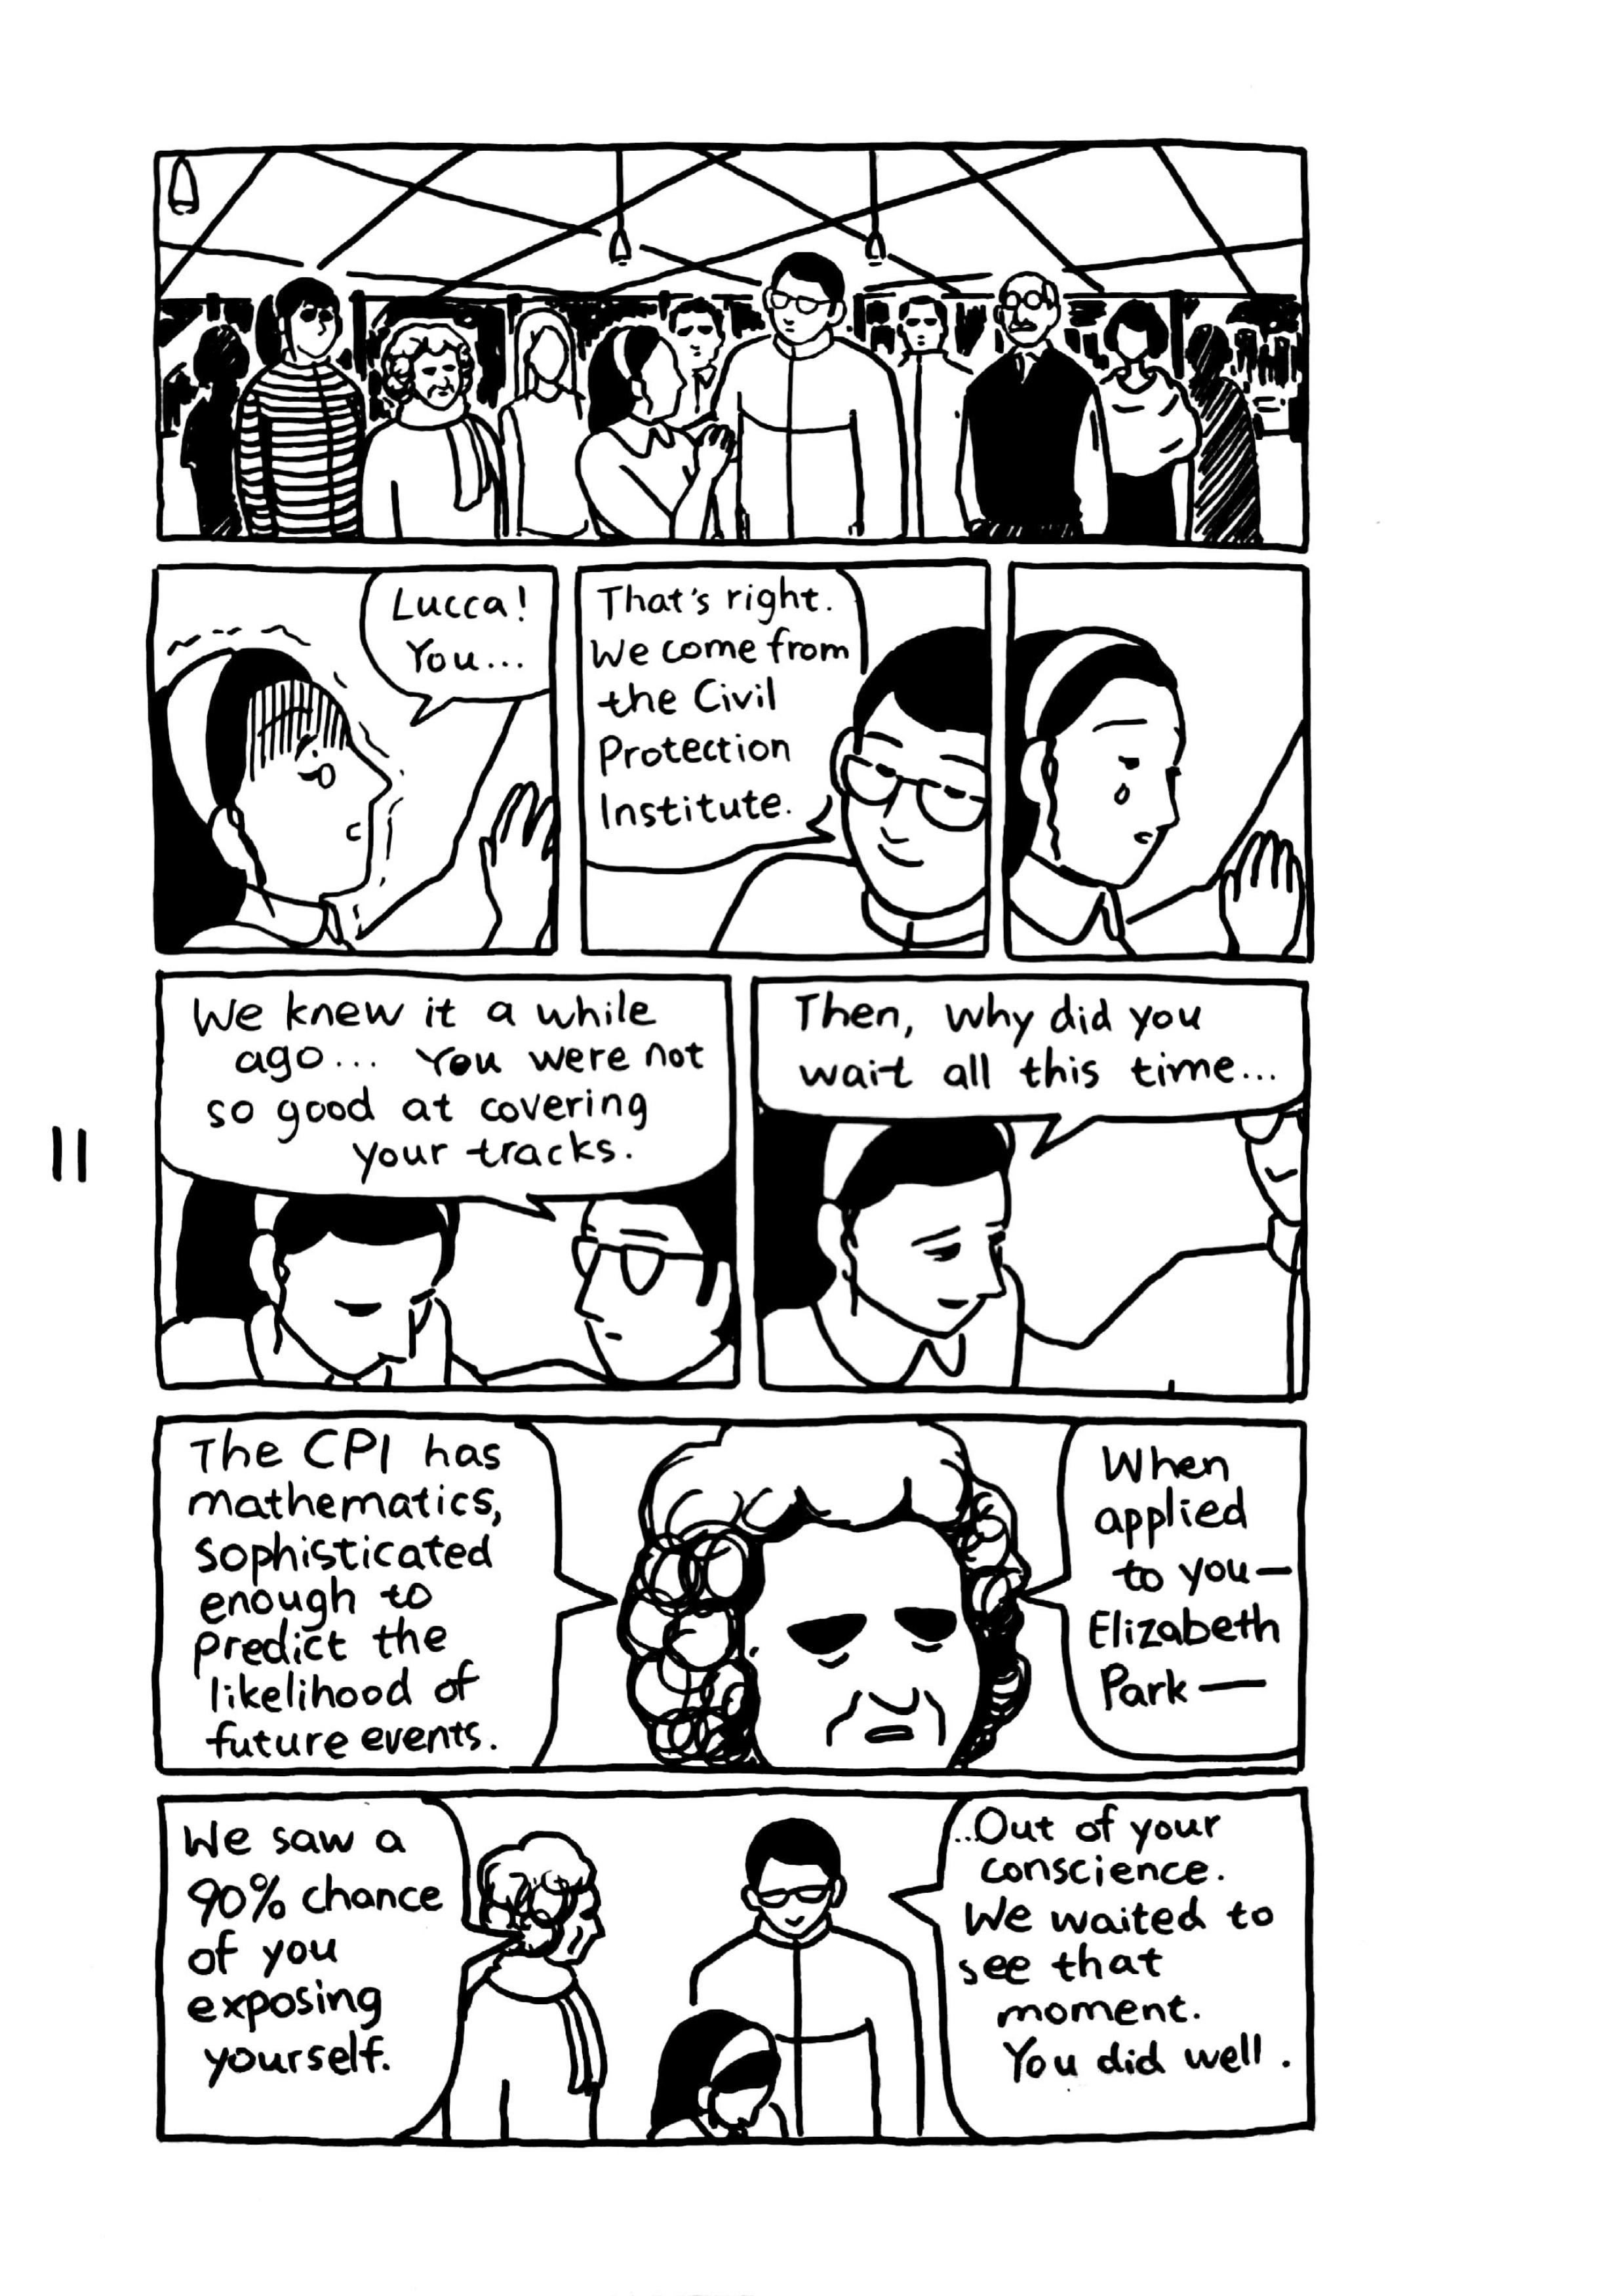 Lucca!
You...
That's right.
We come from
the Civil
Protection
Institute.
We knew it a while
ago... You were not
so good at covering
your tracks.
Then, why did you
wait all this time...
11
The CPI has
mathematics,
sophisticated
enough to
predict the
likelihood of
future events.
When
applied
to you—
Elizabeth
Park—
We saw a
90% chance
of you
exposing
yourself.
...Out of your
conscience.
We waited to
see that
moment.
You did well.